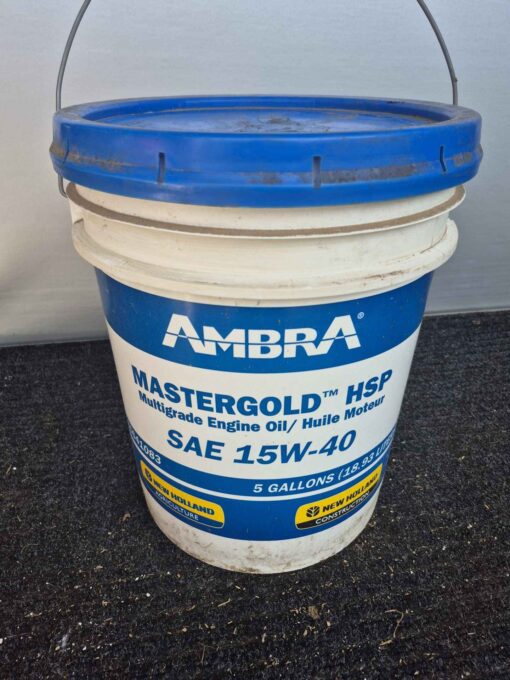 AMBRA®
MASTERGOLD™ HSP
Multigrade Engine Oil/ Huile Moteur
SAE 15W-40
5 GALLONS (18.93
NEW HOLLAND
AGRICULTURE
NEW HOLLAND
CONSTRUCTION